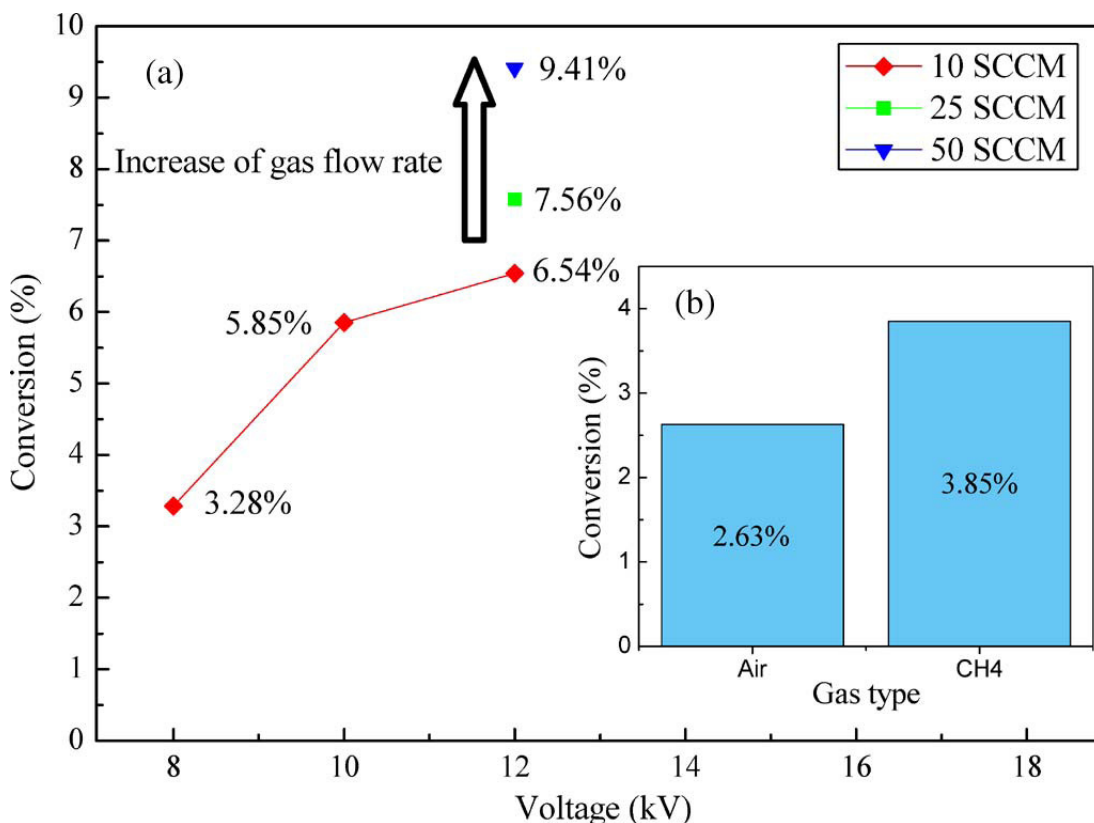 (a)
10 SCCM
25 SCCM
50 SCCM
9.41%
Increase of gas flow rate
7.56%
6.54%
5.85%
3.28%
Conversion (%)
10
9
8
7
6
5
4
3
2
1
0
8
10
12
14
16
18
Voltage (kV)
(b)
Conversion (%)
4
3
2
1
0
2.63%
3.85%
Air
CH4
Gas type